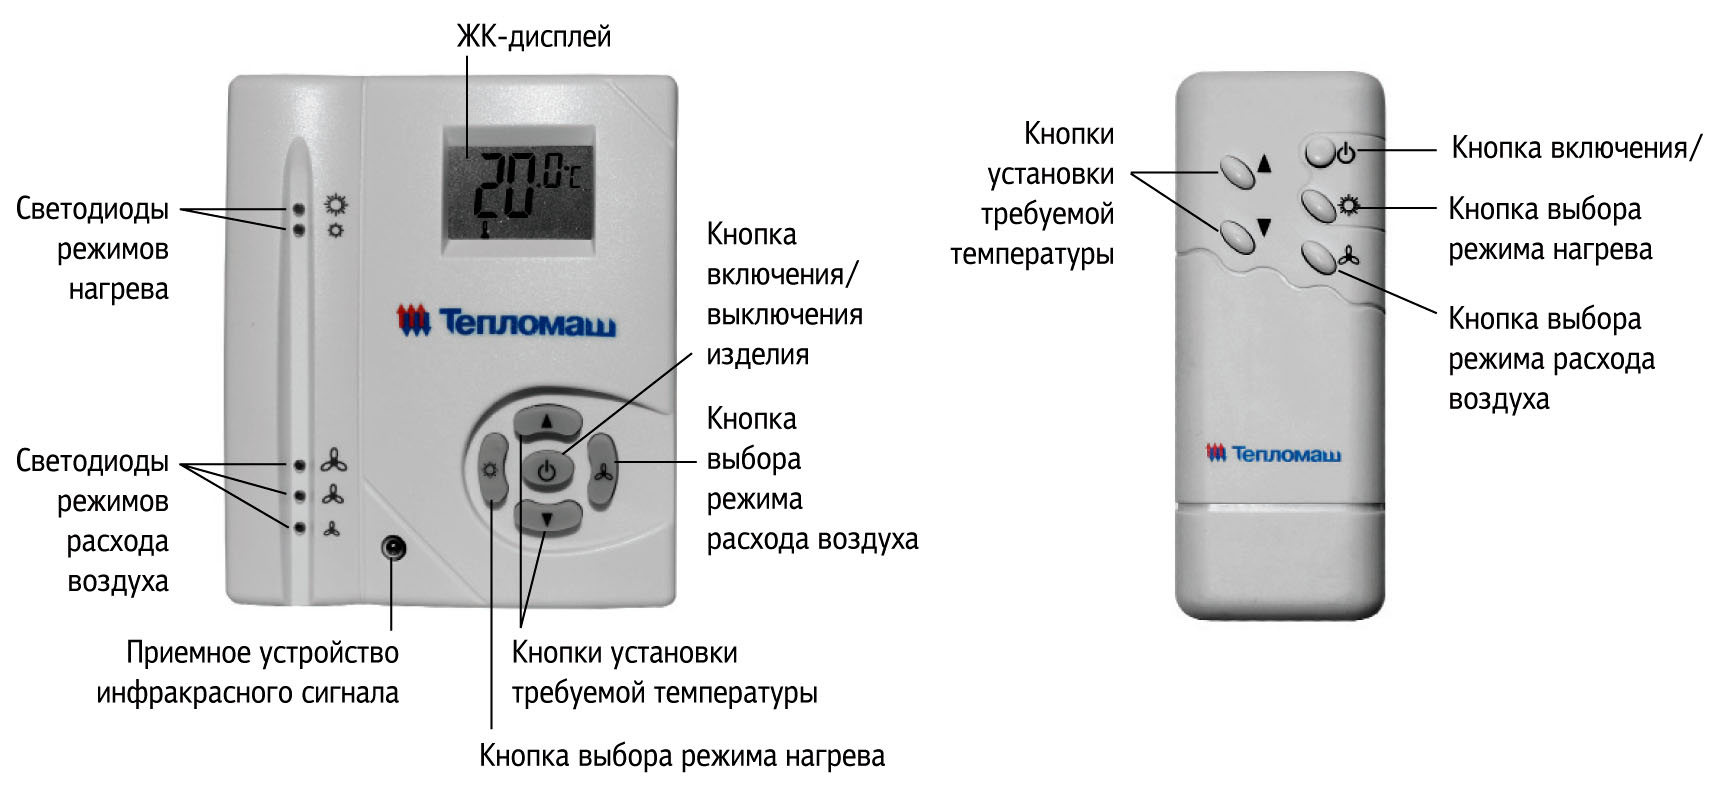 ЖК-дисплей
20.0°c
Светодиоды
режимов
нагрева
Кнопка
включения/
выключения
изделия
Тепломаш
Светодиоды
режимов
расхода
воздуха
Кнопка
выбора
режима
расхода воздуха
Приемное устройство
инфракрасного сигнала
Кнопки установки
требуемой температуры
Кнопка выбора режима нагрева
Кнопки
установки
требуемой
температуры
Кнопка включения/
Кнопка выбора
режима нагрева
Кнопка выбора
режима расхода
воздуха
Тепломаш